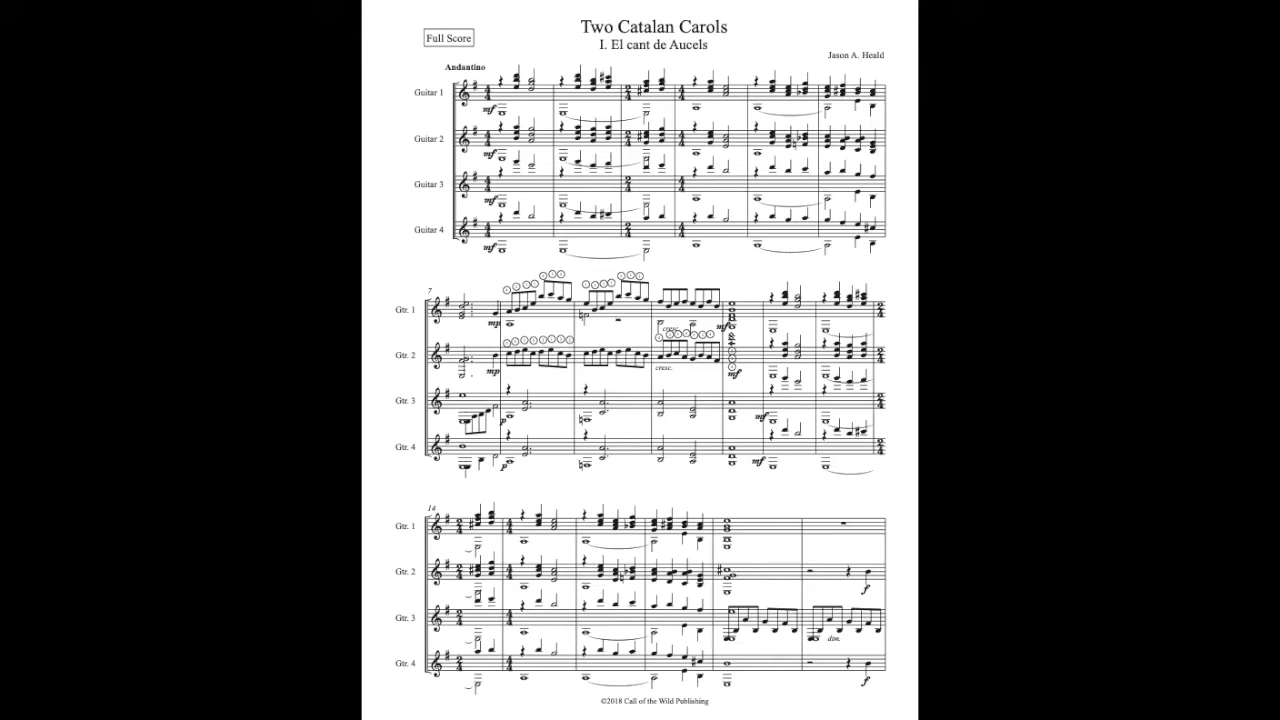 Two Catalan Carols
Full Score
I. El cant de Aucels
Jason A. Heald
Andantino
Guitar 1
mf
Guitar 2
mf
Guitar 3
mf
Guitar 4
mf
7
Gtr. 1
mp
cresc.
mf
Gtr. 2
mp
cresc.
mf
Gtr. 3
p
mf
Gtr. 4
p
mf
14
Gtr. 1
Gtr. 2
f
Gtr. 3
dim.
Gtr. 4
f
©2018 Call of the Wild Publishing